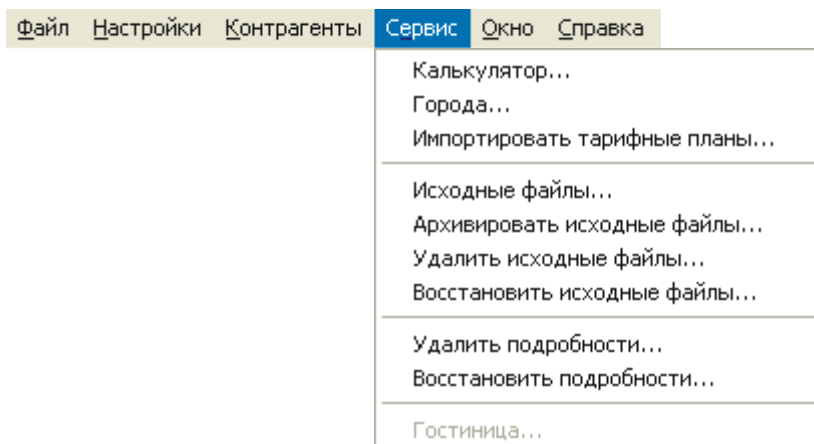 Файл Настройки Контрагенты Сервис Окно Справка
Калькулятор...
Города...
Импортировать тарифные планы...
Исходные файлы...
Архивировать исходные файлы...
Удалить исходные файлы...
Восстановить исходные файлы...
Удалить подробности...
Восстановить подробности...
Гостиница...